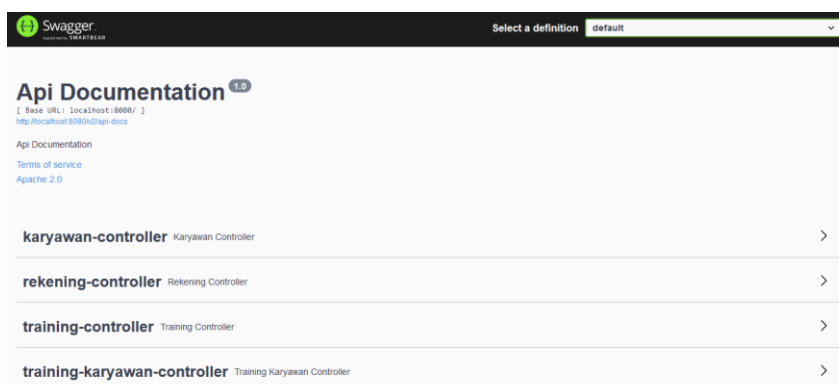 Swagger.
Supported by SMARTBEAR
Select a definition default
Api Documentation 1.0
[ Base URL: localhost:8080/ ]
http://localhost:8080/v2/api-docs
Api Documentation
Terms of service
Apache 2.0
karyawan-controller Karyawan Controller
rekening-controller Rekening Controller
training-controller Training Controller
training-karyawan-controller Training Karyawan Controller